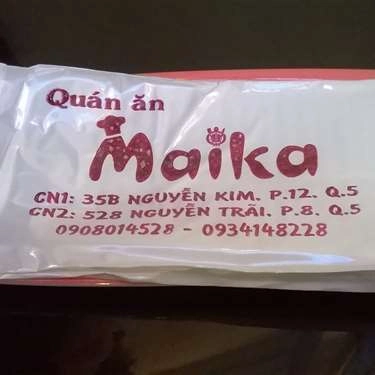 Quán ăn
Maika
CN1: 35B NGUYỄN KIM. P.12. Q.5
CN2: 528 NGUYỄN TRÃI. P.8. Q.5
0908014528 - 0934148228